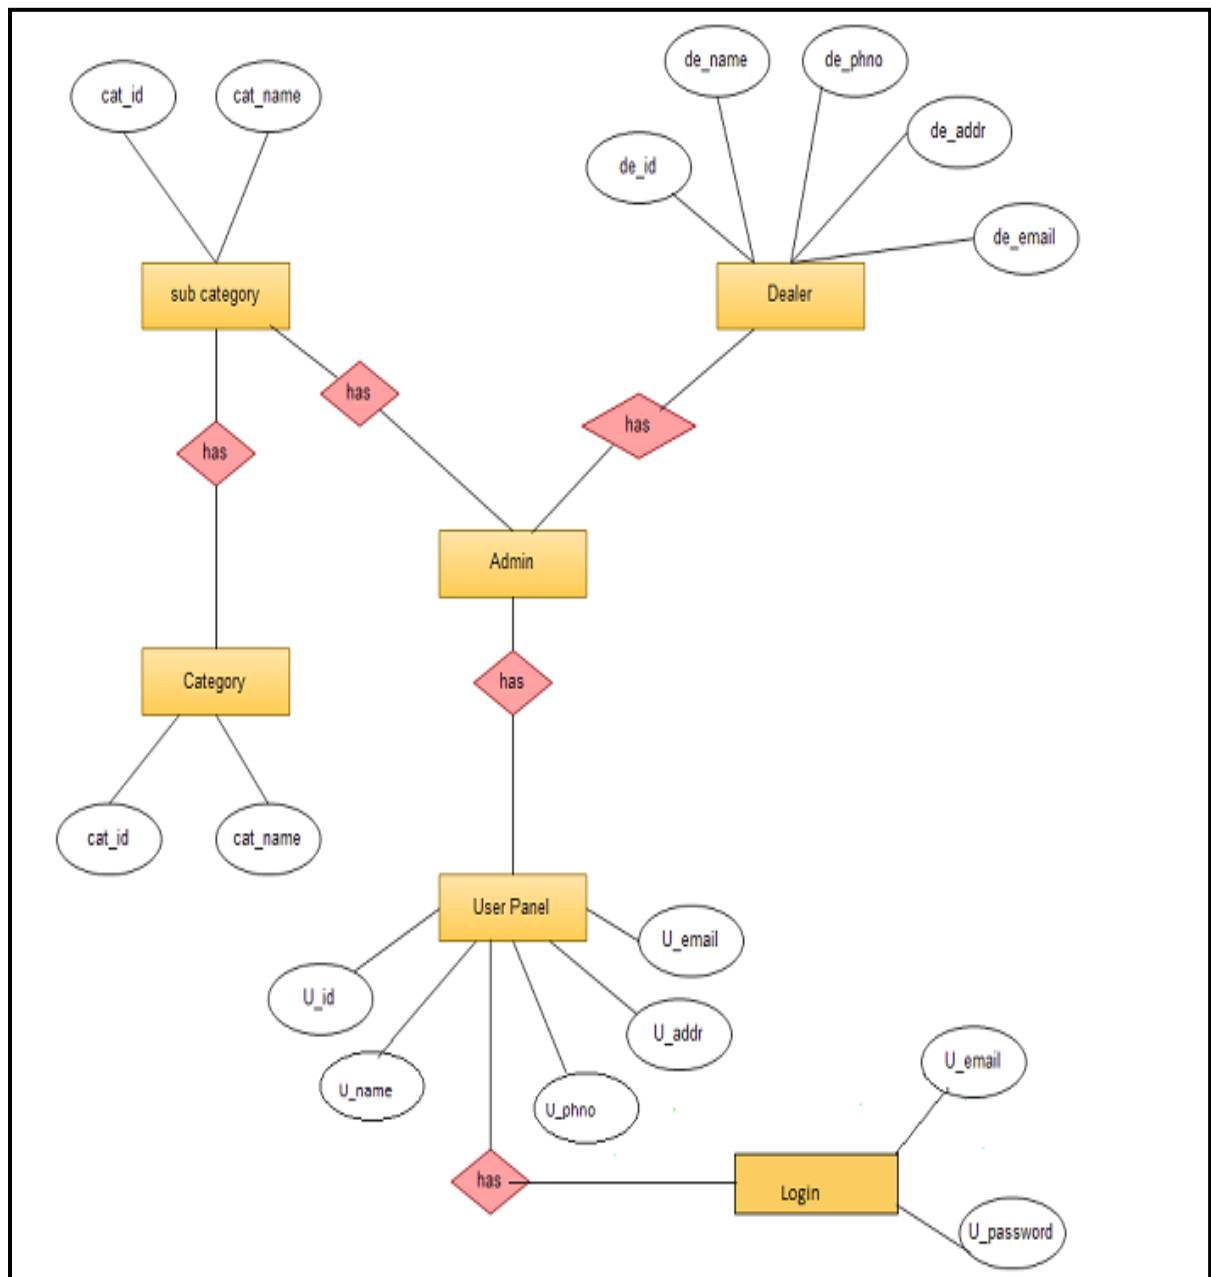 de_name
de_phno
cat_id
cat_name
de_addr
de_id
de_email
sub category
Dealer
has
has
has
Admin
Category
has
cat_id
cat_name
User Panel
U_email
U_id
U_addr
U_name
U_phno
U_email
has
Login
U_password